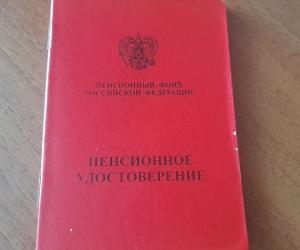 ПЕНСИОННЫЙ ФОНД
РОССИЙСКОЙ ФЕДЕРАЦИИ
ПЕНСИОННОЕ
УДОСТОВЕРЕНИЕ